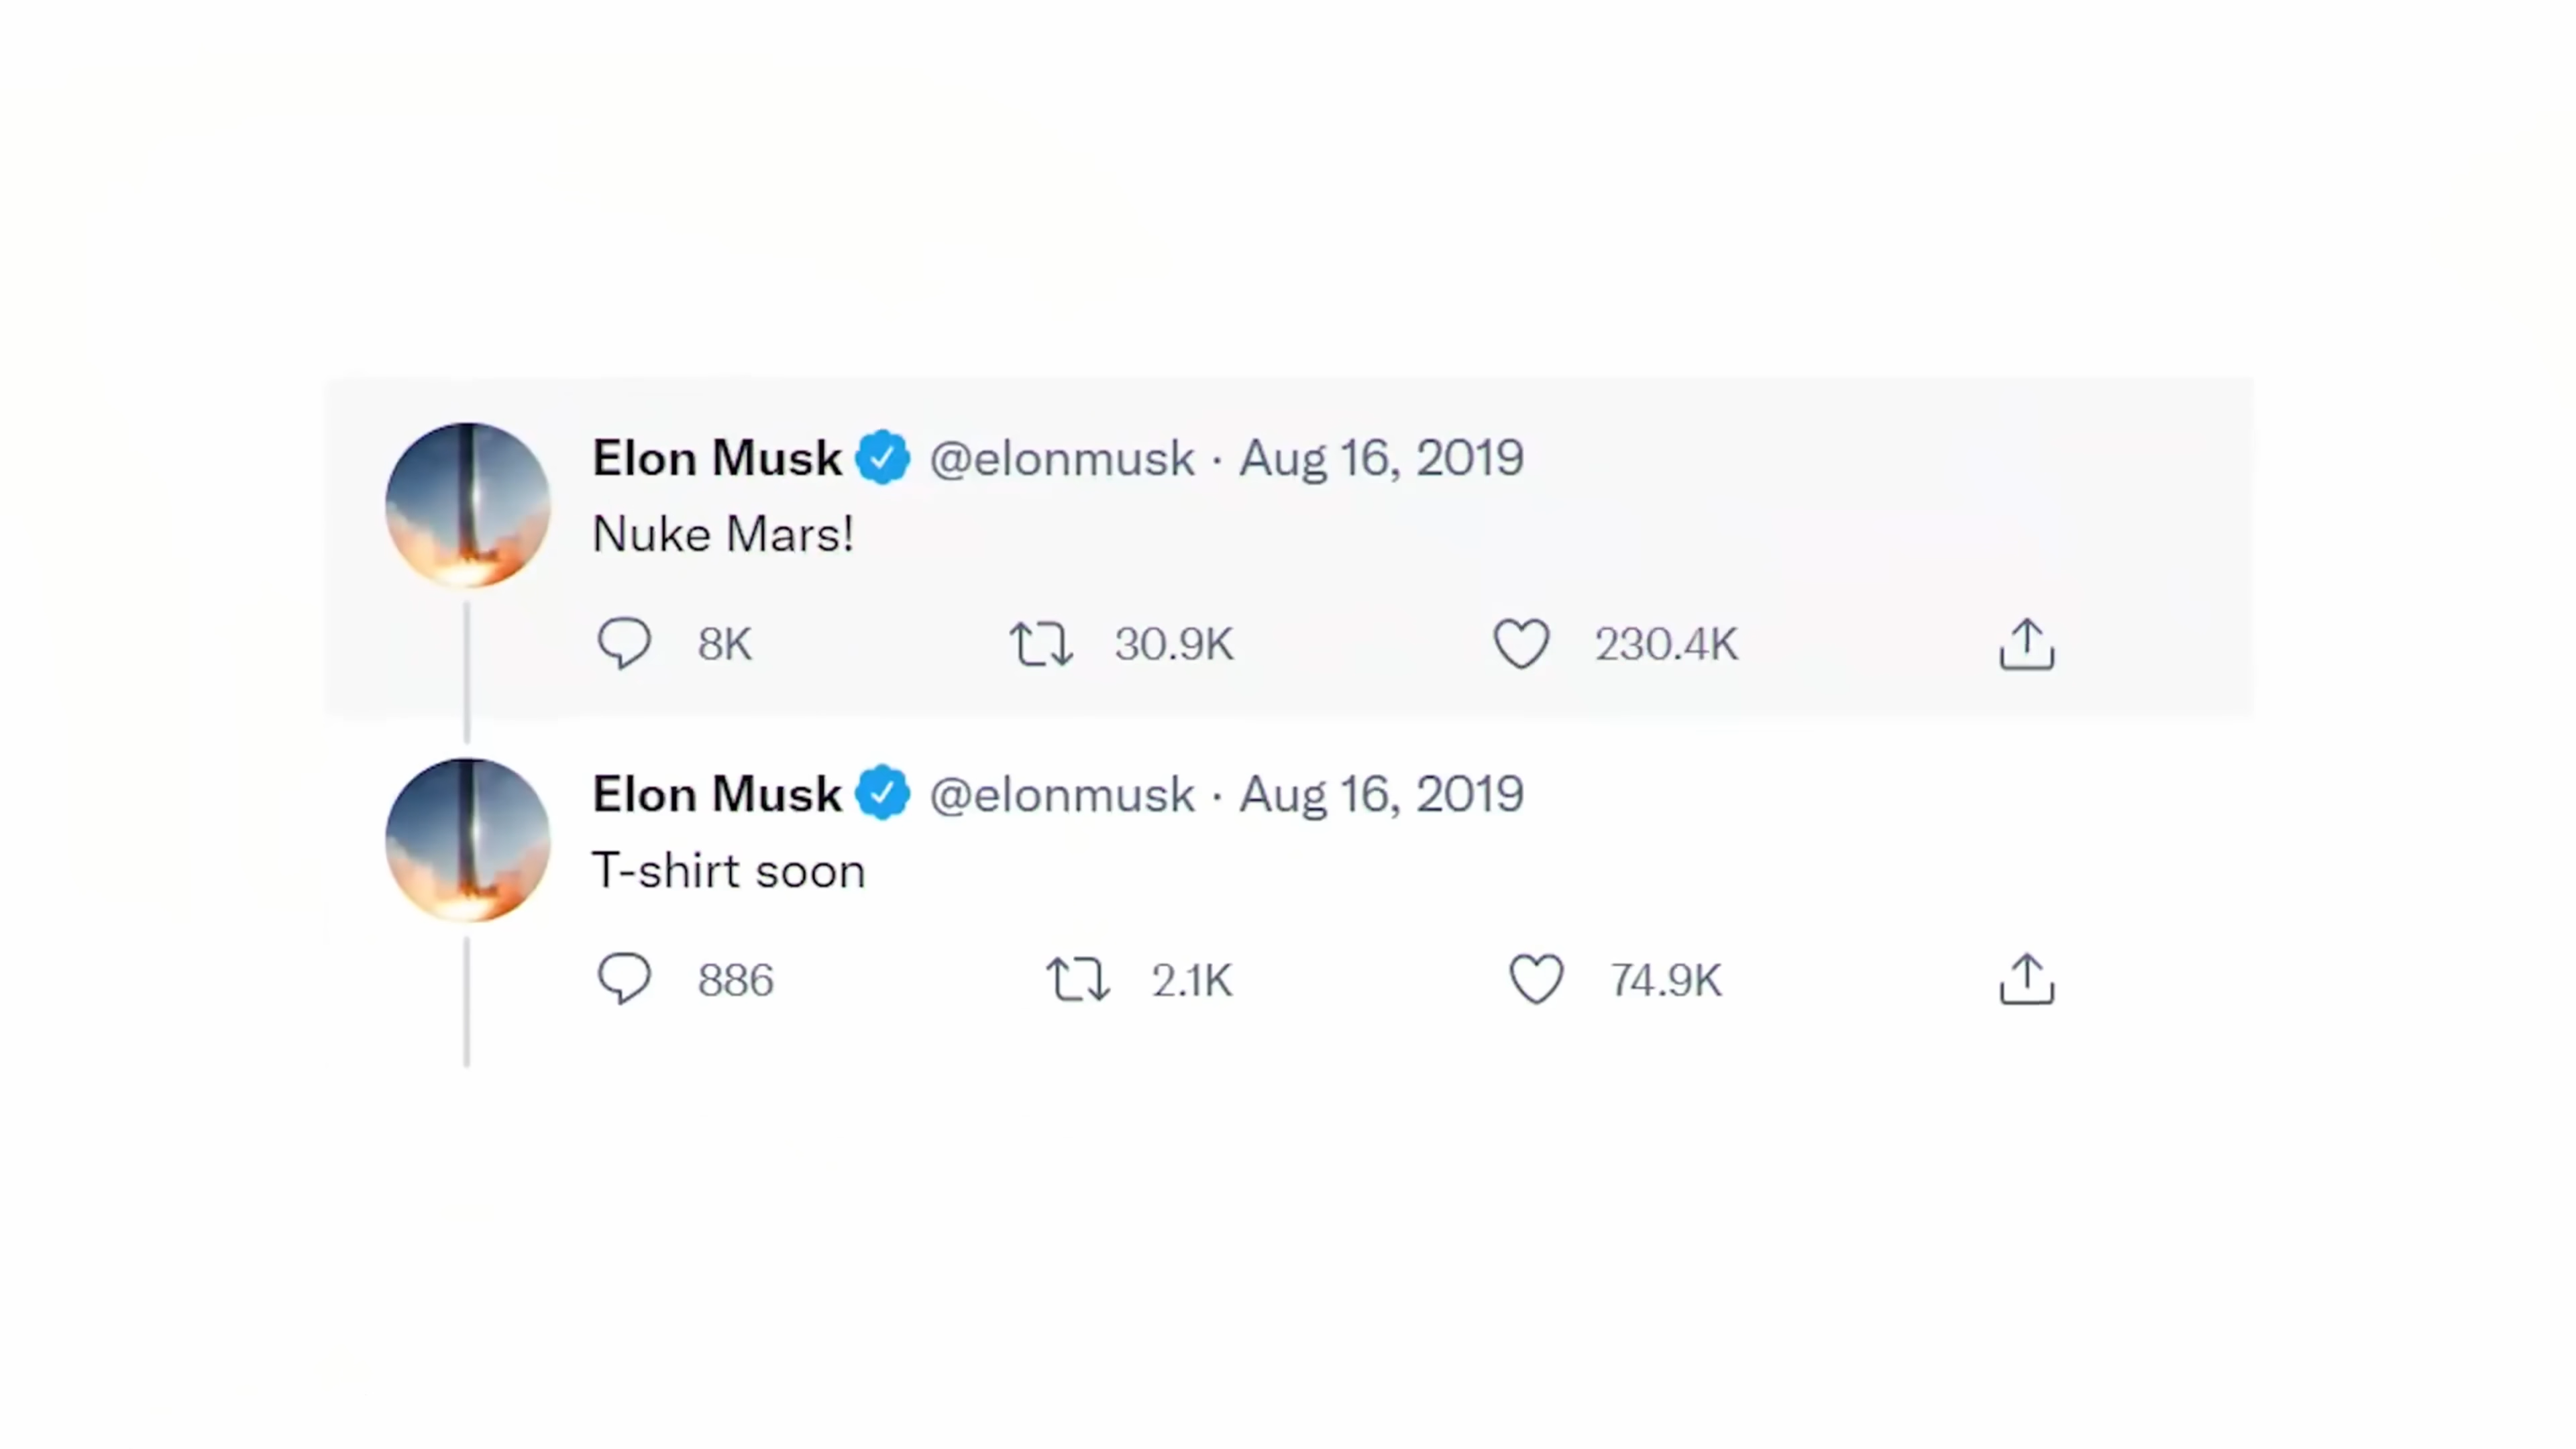 Elon Musk @elonmusk · Aug 16, 2019
Nuke Mars!
8K 30.9K 230.4K
Elon Musk @elonmusk · Aug 16, 2019
T-shirt soon
886 2.1K 74.9K